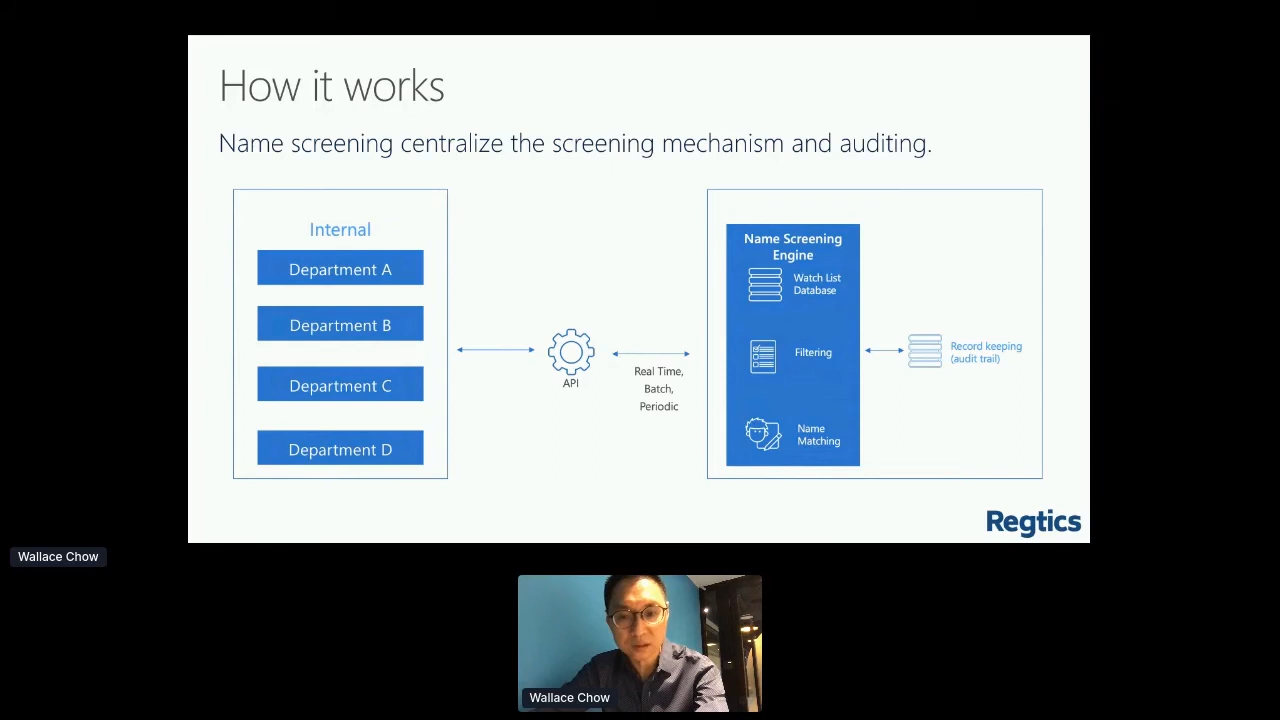 How it works
Name screening centralize the screening mechanism and auditing.
Internal
Department A
Department B
Department C
Department D
API
Real Time,
Batch,
Periodic
Name Screening
Engine
Watch List
Database
Filtering
Name
Matching
Record keeping
(audit trail)
Regtics
Wallace Chow
Wallace Chow